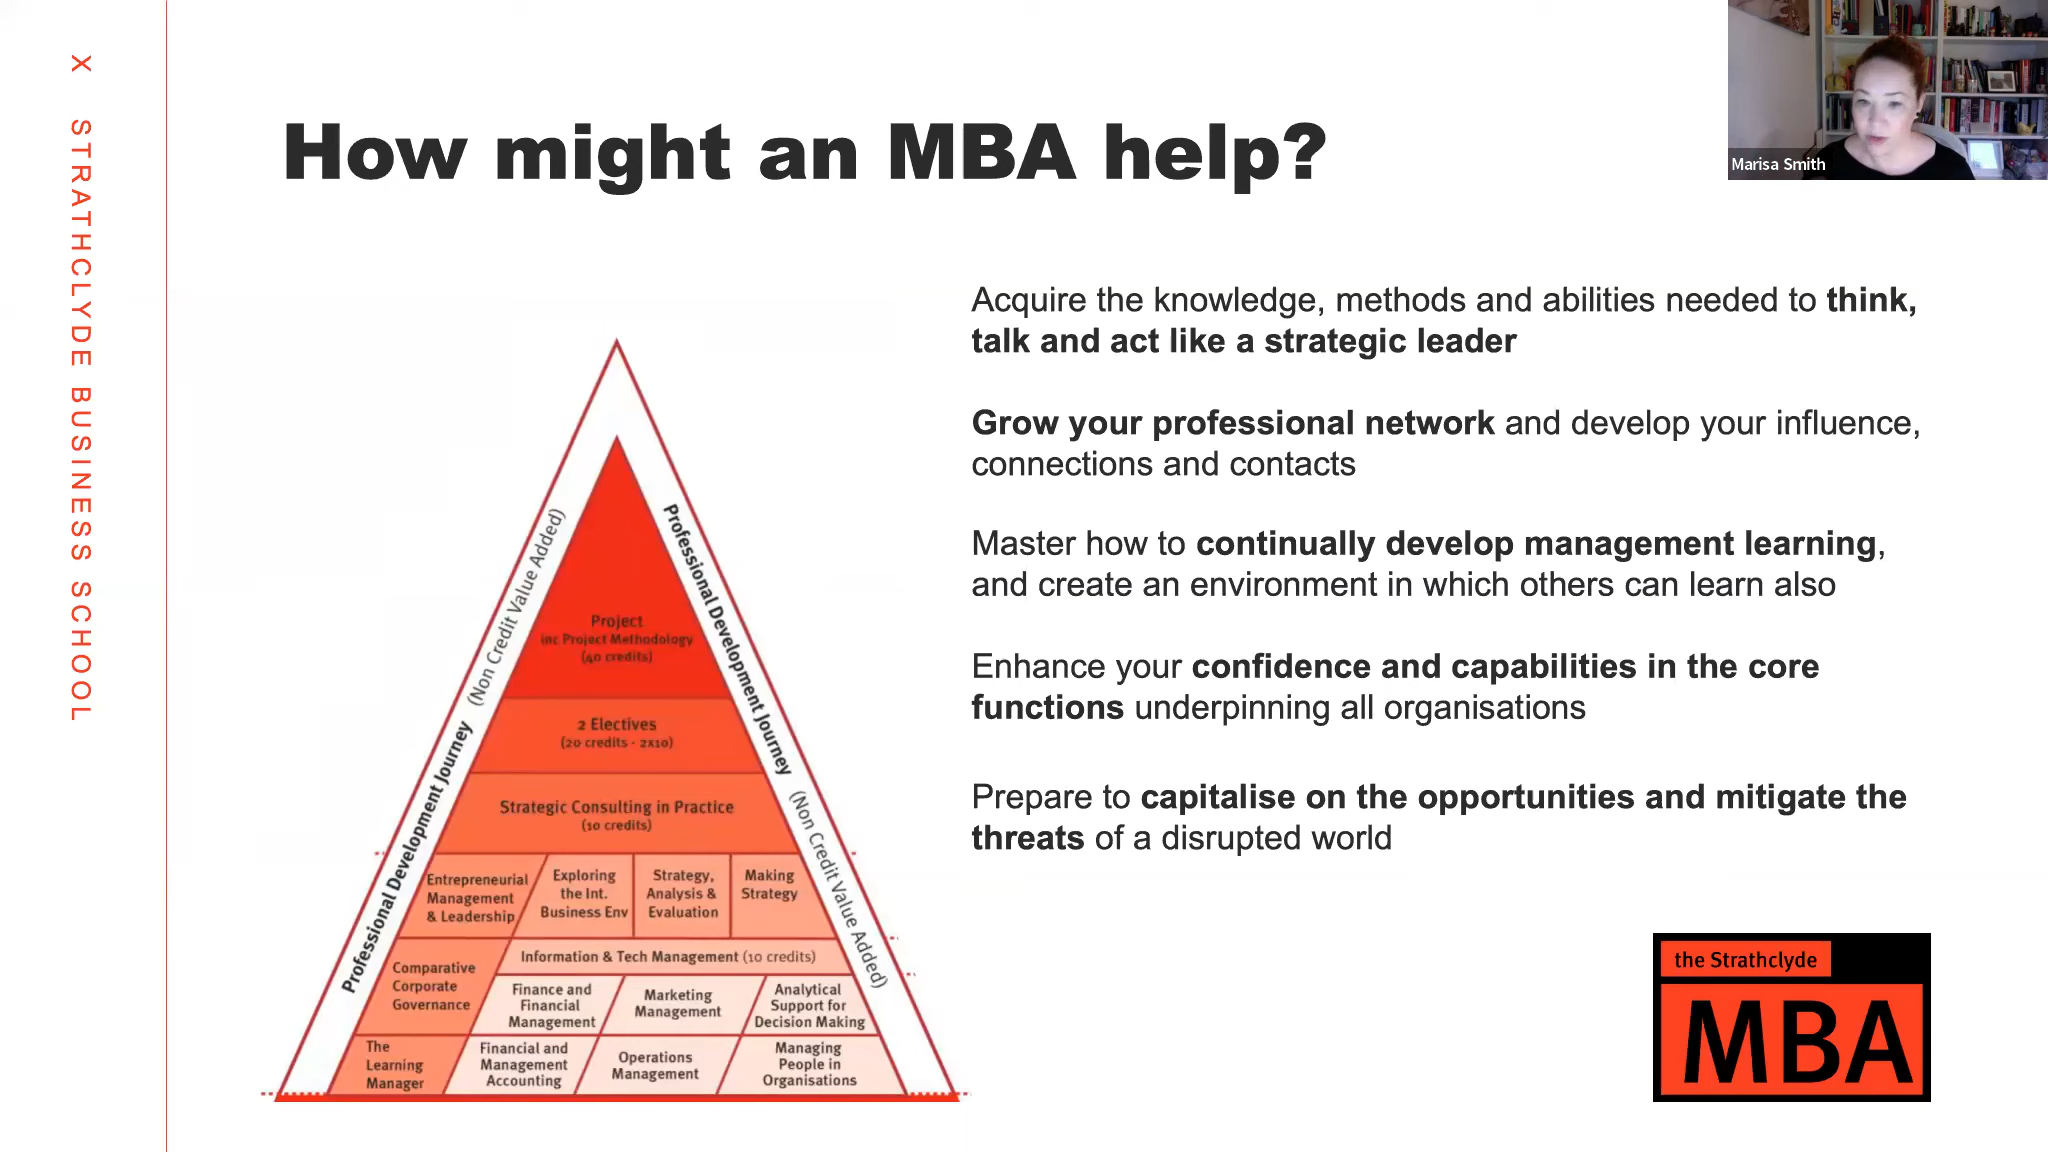 X STRATHCLYDE BUSINESS SCHOOL
How might an MBA help?
Marisa Smith
Acquire the knowledge, methods and abilities needed to think,
talk and act like a strategic leader
Grow your professional network and develop your influence,
connections and contacts
Master how to continually develop management learning,
and create an environment in which others can learn also
Enhance your confidence and capabilities in the core
functions underpinning all organisations
Prepare to capitalise on the opportunities and mitigate the
threats of a disrupted world
Professional Development Journey (Non Credit Value Added)
Professional Development Journey (Non Credit Value Added)
Project
inc Project Methodology
(40 credits)
2 Electives
(20 credits - 2x10)
Strategic Consulting in Practice
(10 credits)
Entrepreneurial
Management
& Leadership
Exploring
the Int.
Business Env
Strategy,
Analysis &
Evaluation
Making
Strategy
Comparative
Corporate
Governance
Information & Tech Management (10 credits)
Finance and
Financial
Management
Marketing
Management
Analytical
Support for
Decision Making
The
Learning
Manager
Financial and
Management
Accounting
Operations
Management
Managing
People in
Organisations
the Strathclyde
MBA